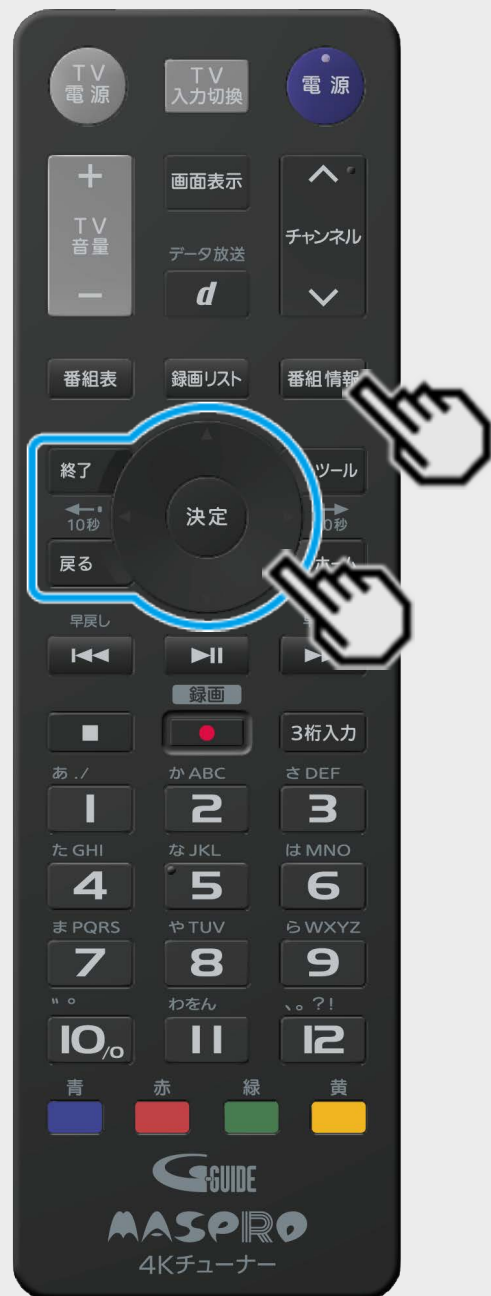 TV
電源
TV
入力切換
電源
+
TV
音量
−
画面表示
データ放送
d
チャンネル
番組表
録画リスト
番組情報
終了
ツール
10秒
決定
0秒
戻る
早戻し
録画
3桁入力
あ./
1
かABC
2
さDEF
3
たGHI
4
なJKL
5
はMNO
6
まPQRS
7
やTUV
8
らWXYZ
9
〃 °
10/0
わをん
11
、。?!
12
青
赤
緑
黄
G-GUIDE
MASPRO
4Kチューナー